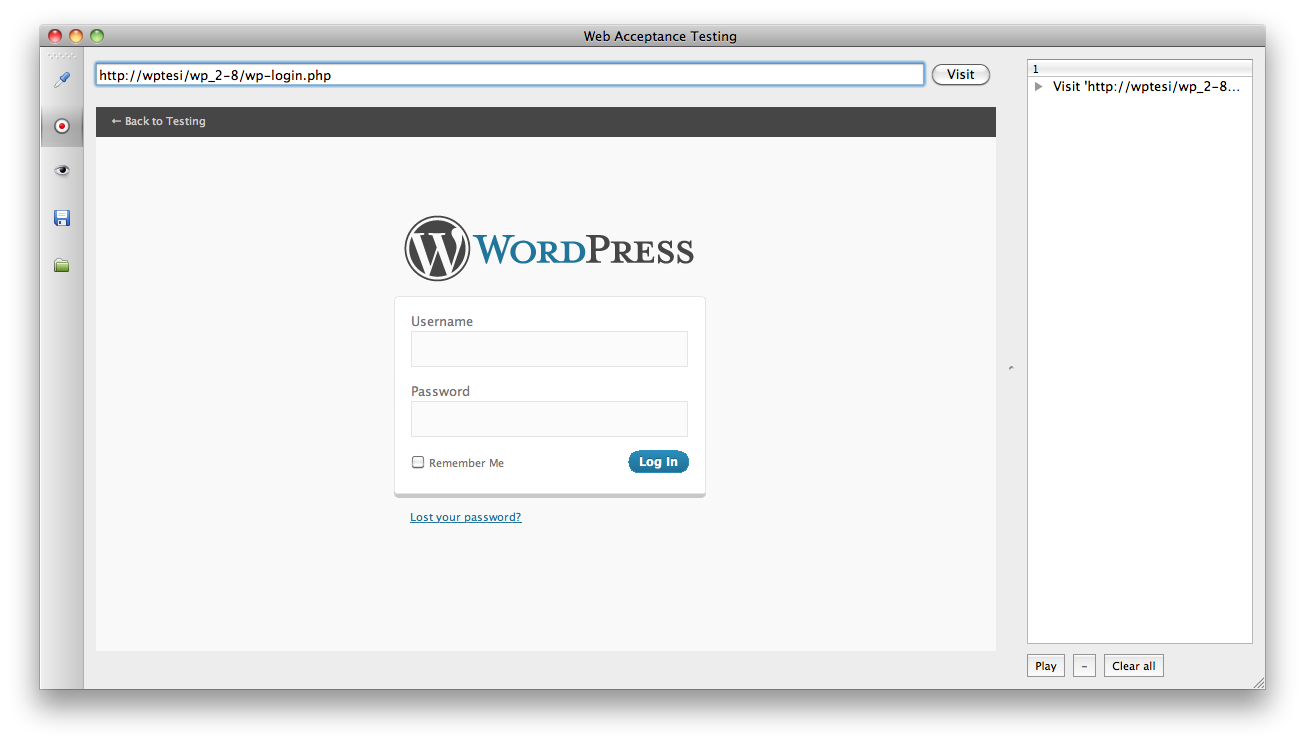 Web Acceptance Testing
http://wptesi/wp_2-8/wp-login.php
Visit
1
Visit 'http://wptesi/wp_2-8...
← Back to Testing
WORDPRESS
Username
Password
Remember Me
Log In
Lost your password?
Play
-
Clear all